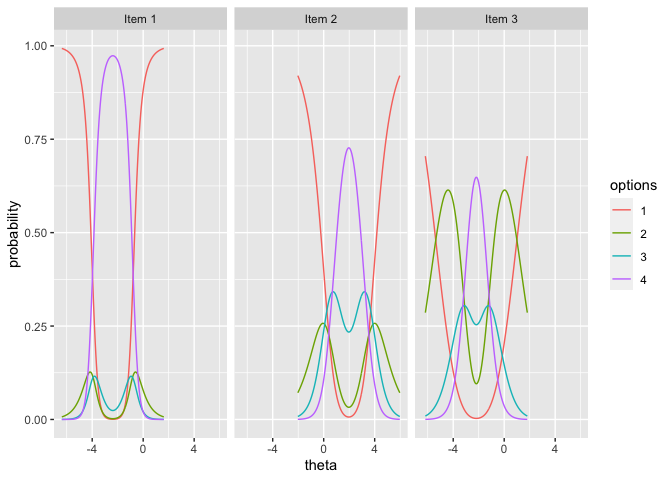 Item 1 Item 2 Item 3
1.00
0.75
0.50
0.25
0.00
probability
-4 0 4 -4 0 4 -4 0 4
theta
options
1
2
3
4